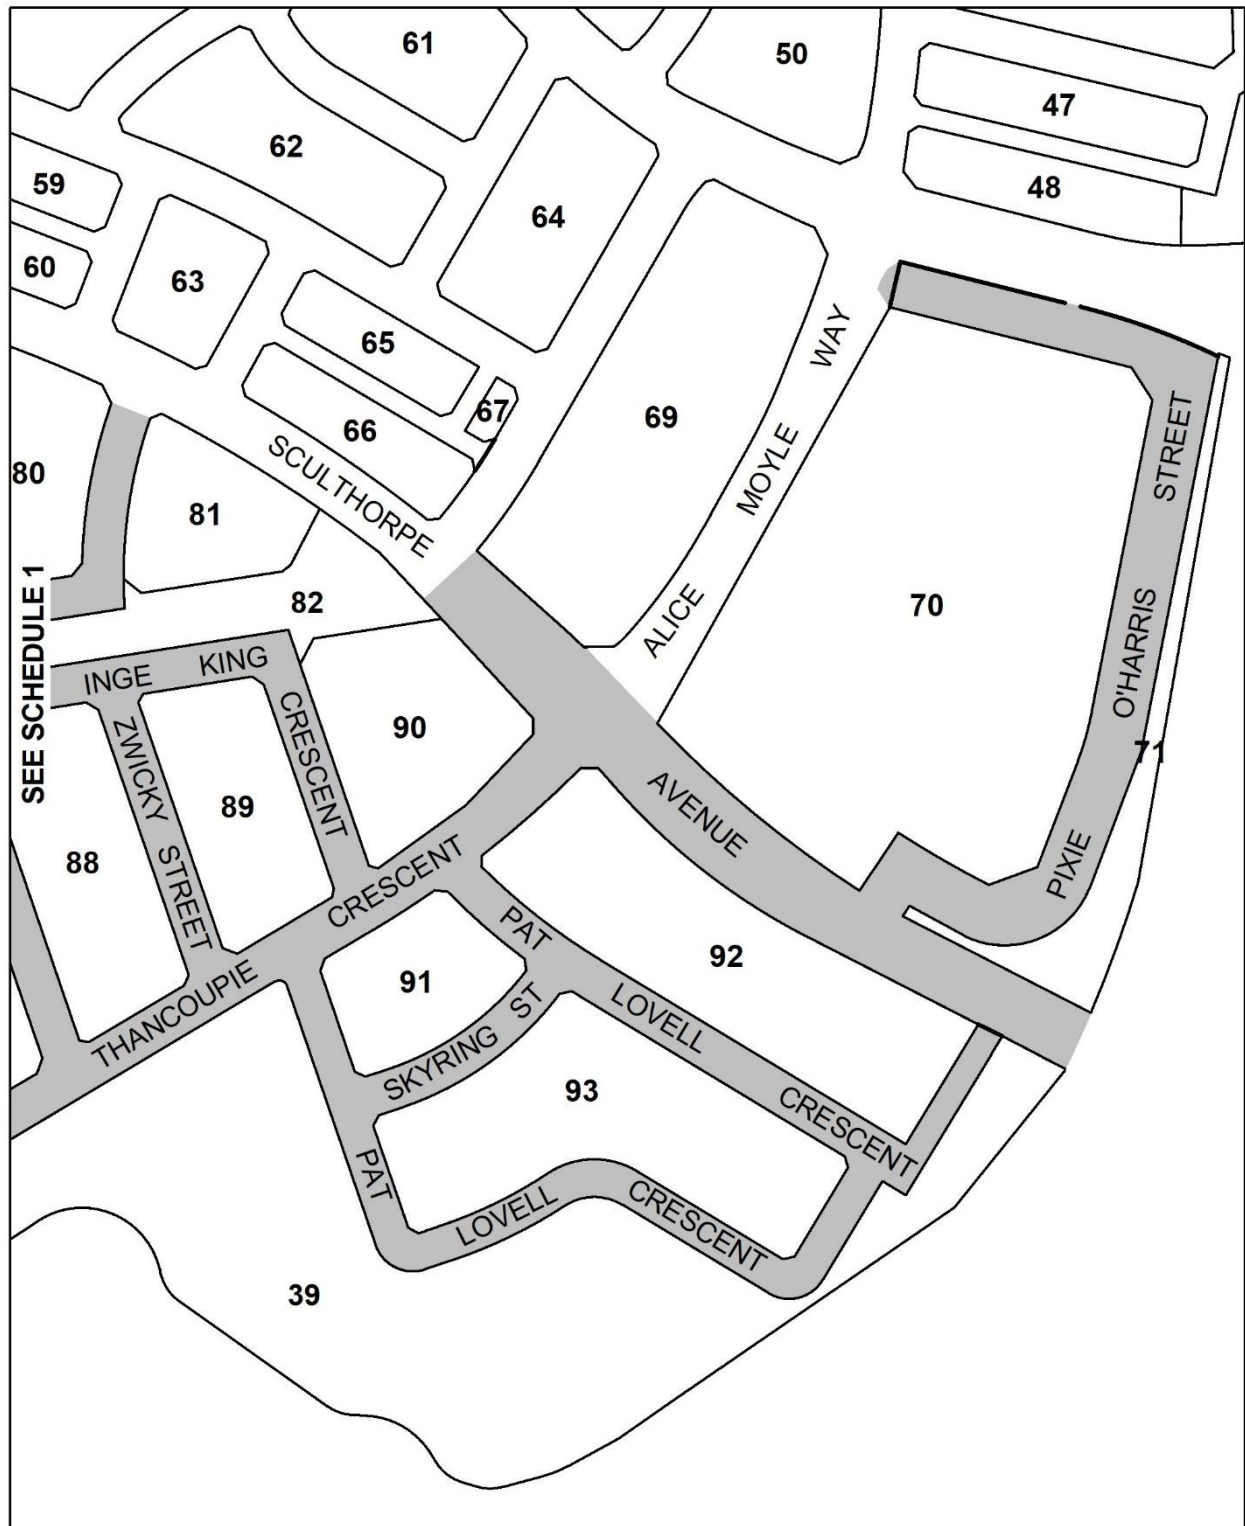 61
50
47
62
48
59
64
60
63
65
WAY
67
69
66
STREET
80
SCULTHORPE
MOYLE
81
SEE SCHEDULE 1
82
ALICE
70
O'HARRIS
INGE KING
CRESCENT
90
ZWICKY STREET
71
89
AVENUE
88
CRESCENT
PIXIE
PAT
92
91
THANCOUPIE
SKYRING ST
LOVELL
93
CRESCENT
PAT
LOVELL
CRESCENT
39